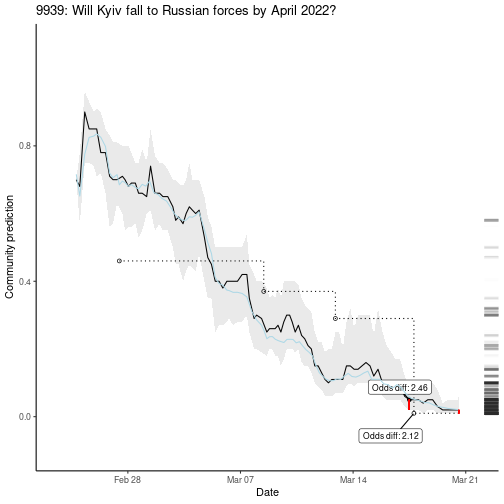 9939: Will Kyiv fall to Russian forces by April 2022?
Community prediction
0.8
0.4
0.0
Odds diff: 2.46
Odds diff: 2.12
Feb 28
Mar 07
Mar 14
Mar 21
Date